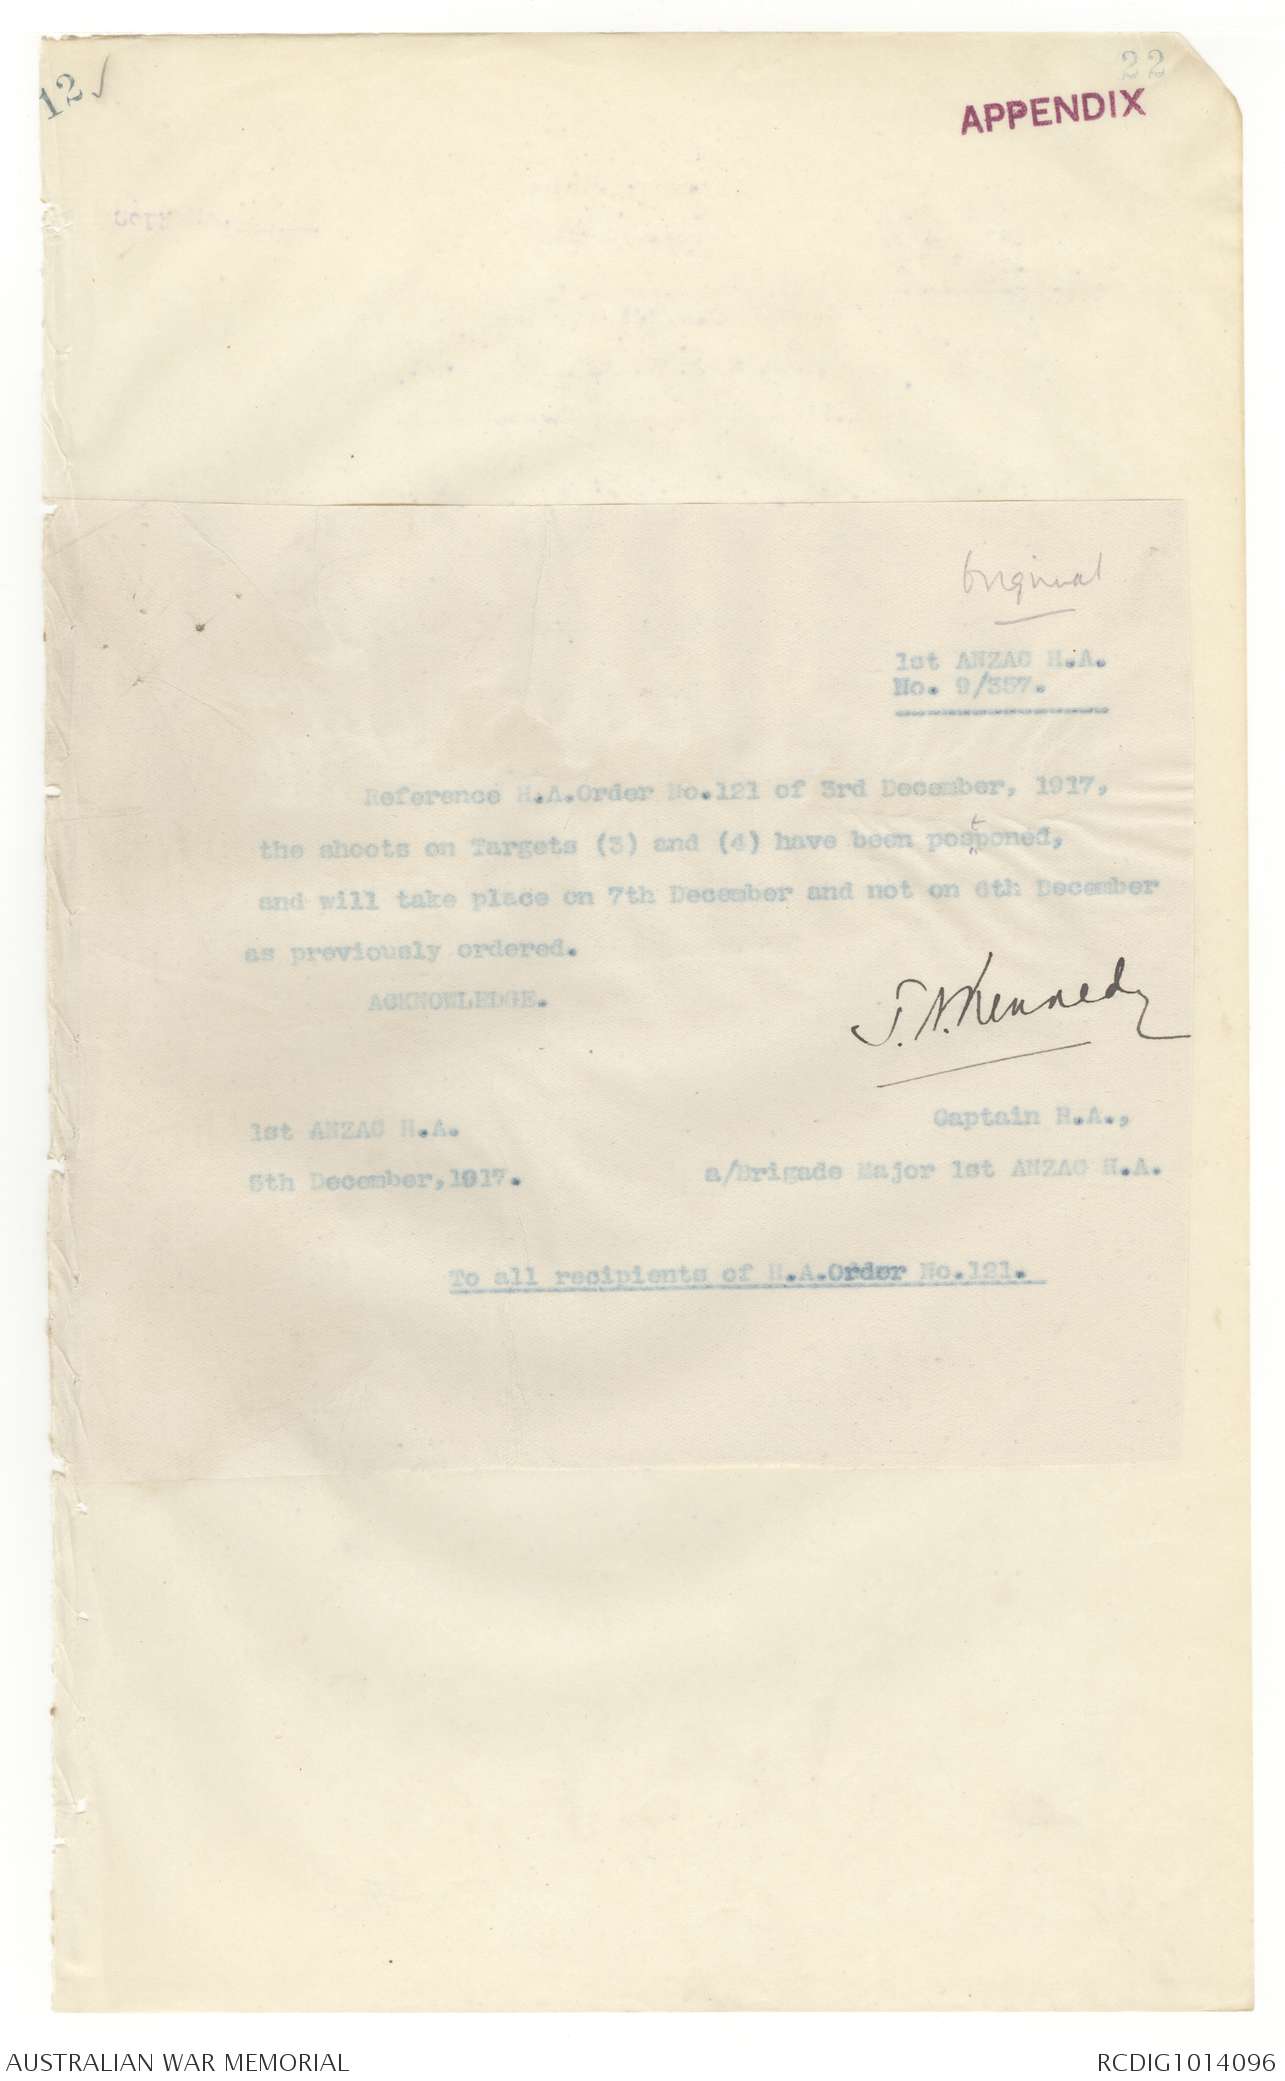 12 ✓
22
APPENDIX
Original
1st ANZAC H.A.
No. 9/357.
Reference H.A.Order No.121 of 3rd December, 1917,
the shoots on Targets (3) and (4) have been postponed,
and will take place on 7th December and not on 6th December
as previously ordered.
ACKNOWLEDGE.
J.N.Kennedy
Captain H.A.,
1st ANZAC H.A.
a/Brigade Major 1st ANZAC H.A.
5th December,1917.
To all recipients of H.A.Order No.121.
AUSTRALIAN WAR MEMORIAL
RCDIG1014096